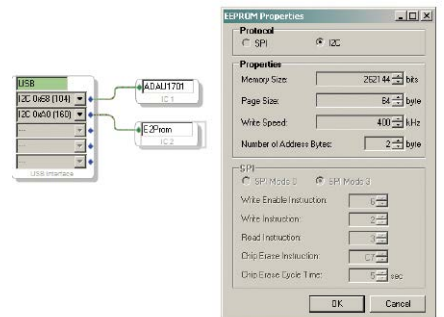 USB
I2C 0x68 (104)
I2C 0xA0 (160)
---
---
---
USB Interface
ADAU1701
IC 1
E2Prom
IC 2
EEPROM Properties
Protocol
SPI
I2C
Properties
Memory Size: 262144 bits
Page Size: 64 byte
Write Speed: 400 kHz
Number of Address Bytes: 2 byte
SPI
SPI Mode 0 SPI Mode 3
Write Enable Instruction: 6
Write Instruction: 2
Read Instruction: 3
Chip Erase Instruction: C7
Chip Erase Cycle Time: 5 sec
OK Cancel